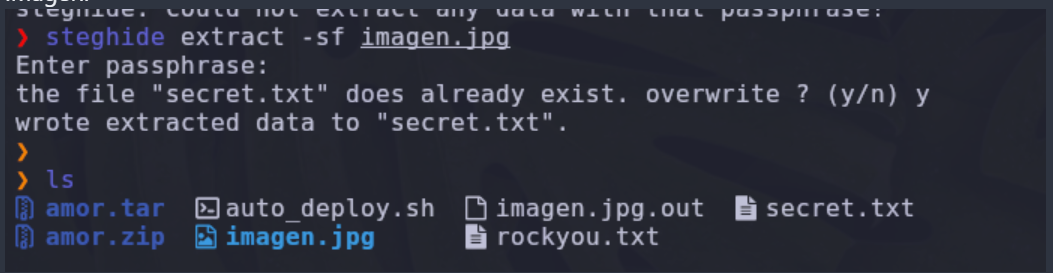 imagen.
steghide: could not extract any data with that passphrase!
❯ steghide extract -sf imagen.jpg
Enter passphrase:
the file "secret.txt" does already exist. overwrite ? (y/n) y
wrote extracted data to "secret.txt".
❯
❯ ls
amor.tar auto_deploy.sh imagen.jpg.out secret.txt
amor.zip imagen.jpg rockyou.txt